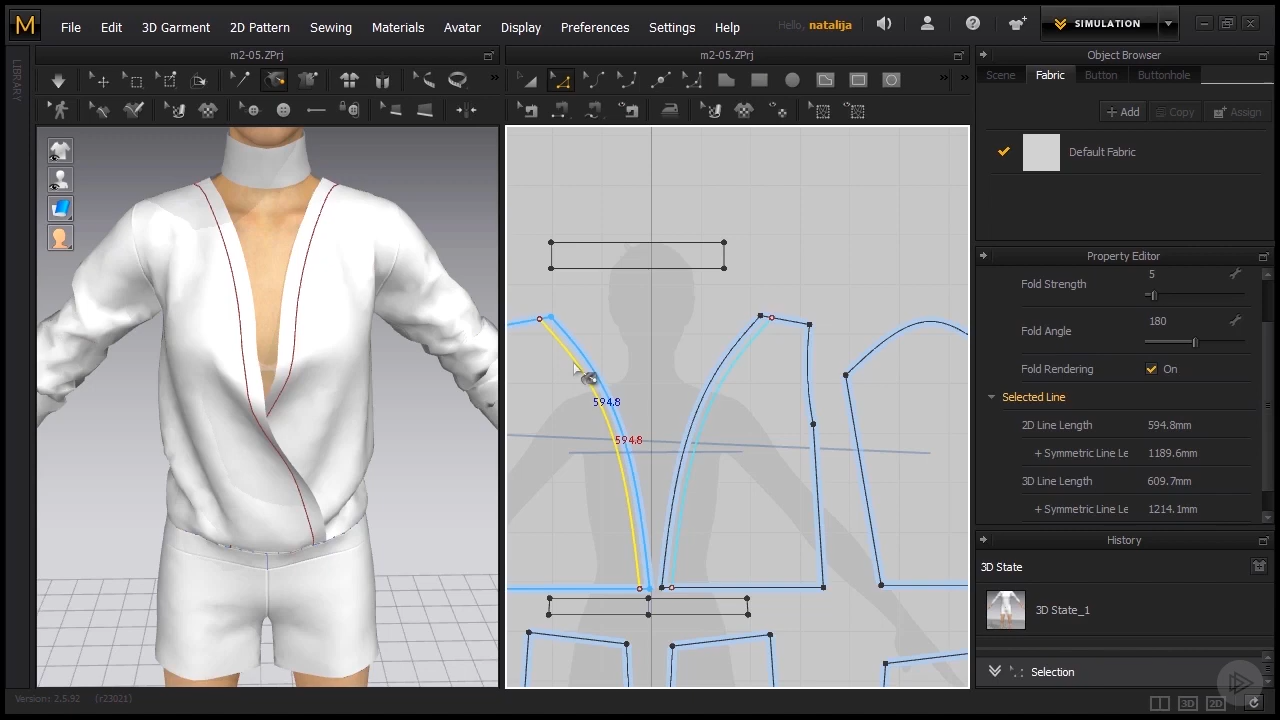 M File Edit 3D Garment 2D Pattern Sewing Materials Avatar Display Preferences Settings Help Hello, natalija SIMULATION
m2-05.ZPrj m2-05.ZPrj Object Browser
LIBRARY
Scene Fabric Button Buttonhole
+ Add Copy Assign
Default Fabric
Property Editor
Fold Strength 5
Fold Angle 180
Fold Rendering On
Selected Line
594.8
2D Line Length 594.8mm
594.8
+ Symmetric Line Le 1189.6mm
3D Line Length 609.7mm
+ Symmetric Line Le 1214.1mm
History
3D State
3D State_1
Selection
Version: 2.5.92 (r23021)
3D 2D